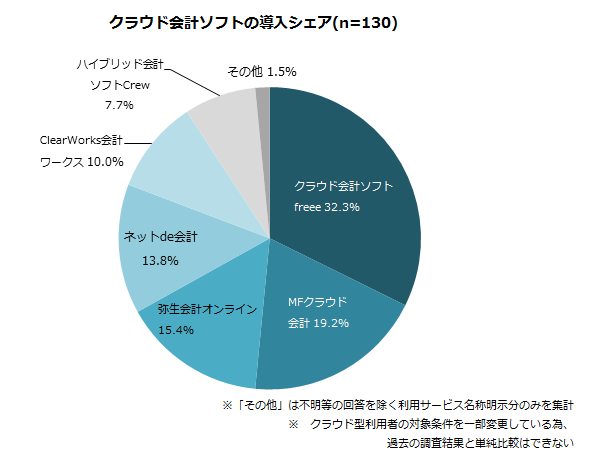 クラウド会計ソフトの導入シェア(n=130)
ハイブリッド会計
ソフトCrew
7.7%
その他 1.5%
ClearWorks会計
ワークス 10.0%
クラウド会計ソフト
freee 32.3%
ネットde会計
13.8%
MFクラウド
会計 19.2%
弥生会計オンライン
15.4%
※「その他」は不明等の回答を除く利用サービス名称明示分のみを集計
※　クラウド型利用者の対象条件を一部変更している為、
過去の調査結果と単純比較はできない